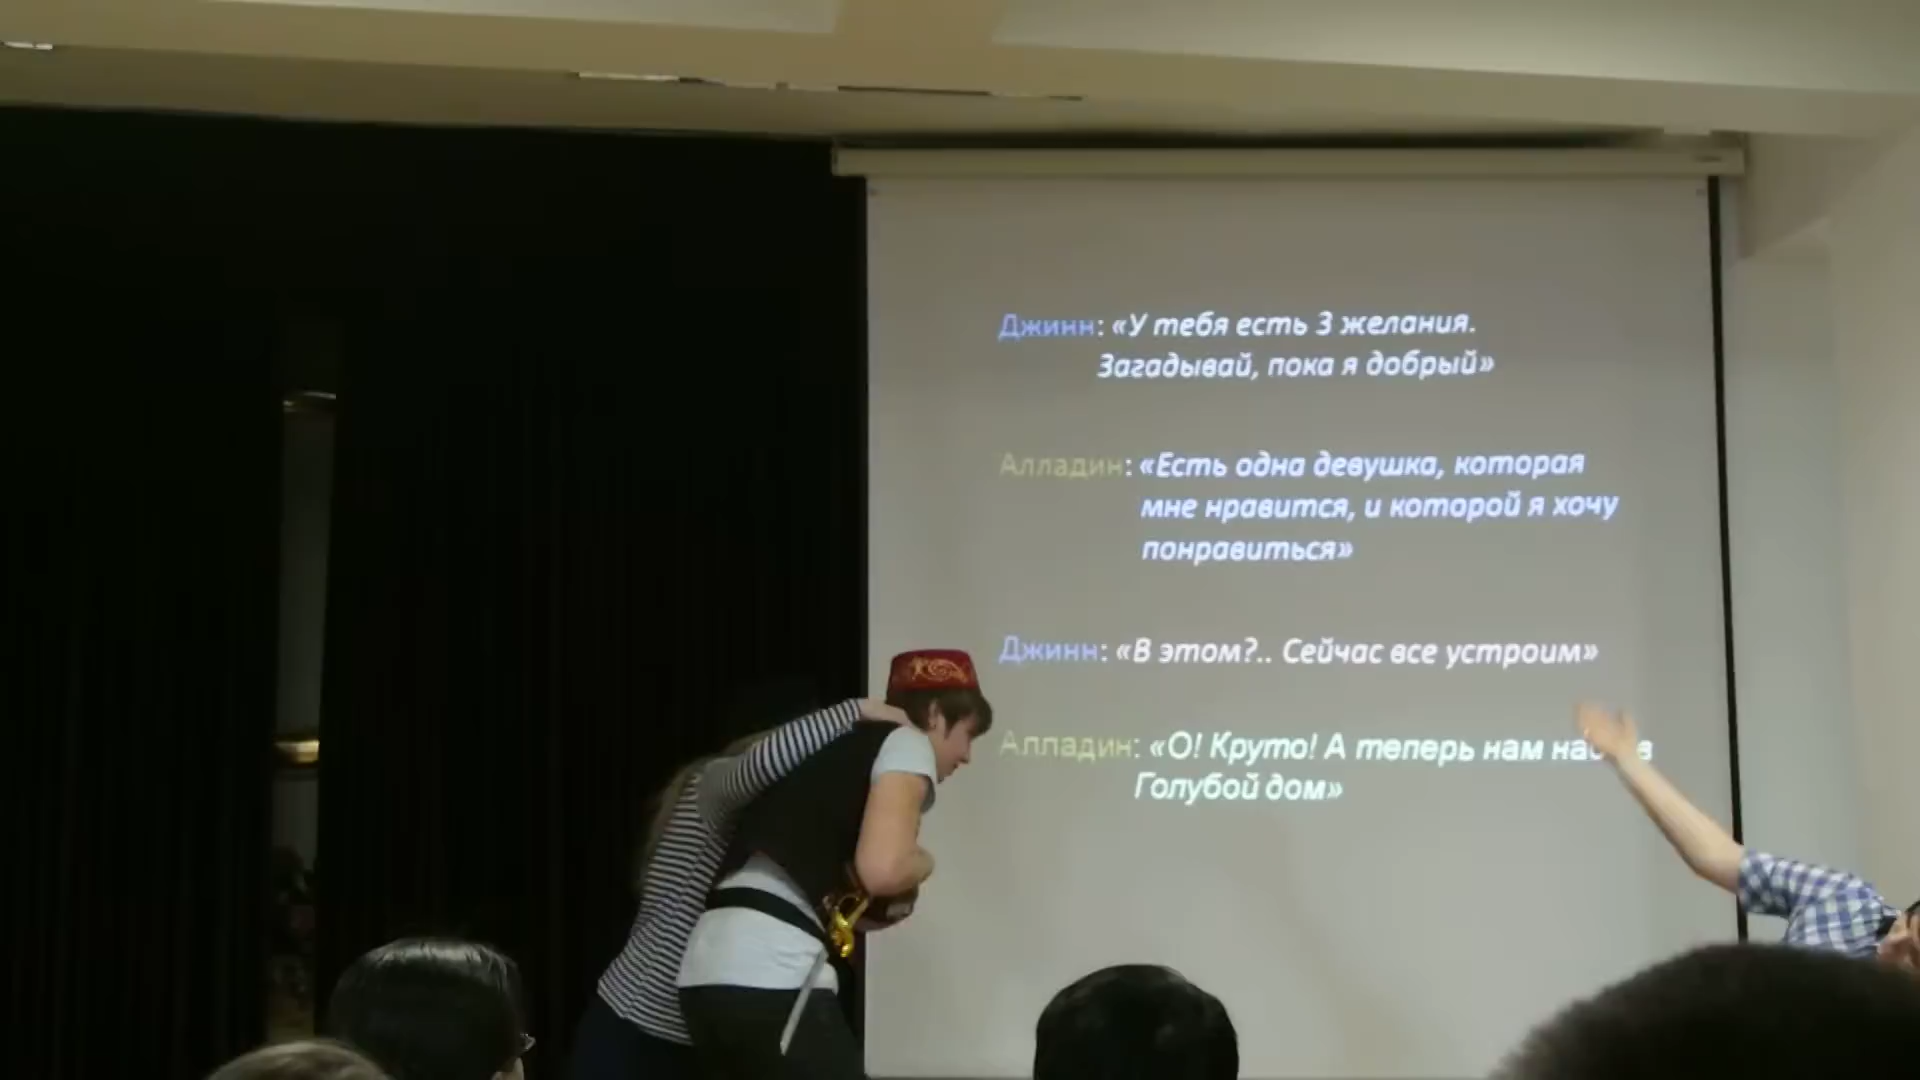 Джинн: «У тебя есть 3 желания.
Загадывай, пока я добрый»
Алладин: «Есть одна девушка, которая
мне нравится, и которой я хочу
понравиться»
Джинн: «В этом?.. Сейчас все устроим»
Алладин: «О! Круто! А теперь нам в
Голубой дом»